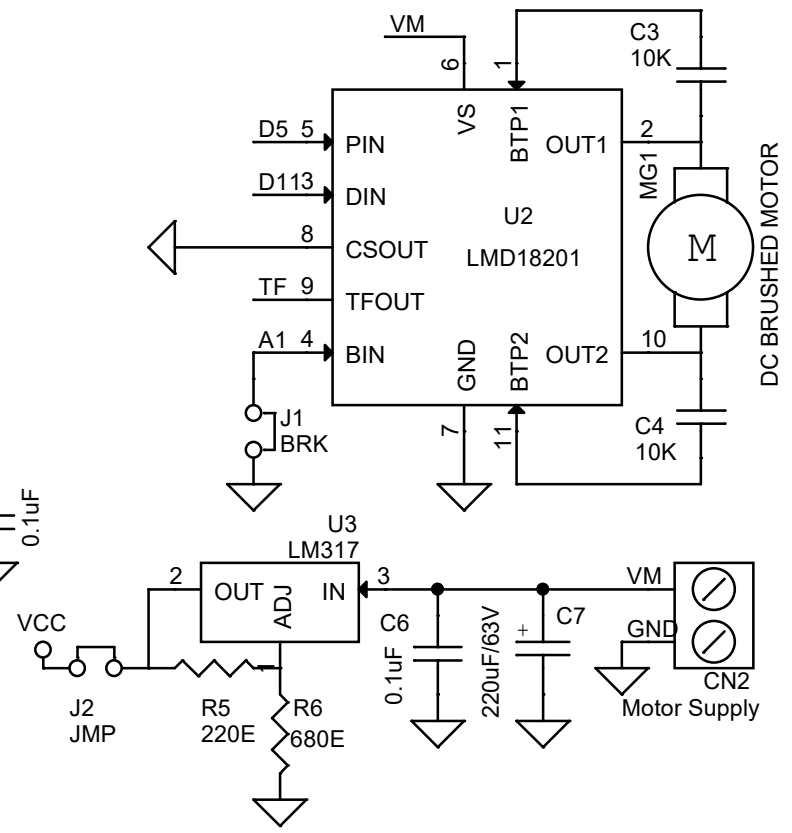 VM
C3
10K
6
1
D5 5
PIN
VS
BTP1
OUT1
2
MG1
D113
DIN
U2
LMD18201
M
DC BRUSHED MOTOR
8
CSOUT
TF 9
TFOUT
A1 4
BIN
GND
BTP2
OUT2
10
J1
BRK
7
11
C4
10K
0.1uF
U3
LM317
2
OUT
ADJ
IN
3
VM
VCC
C6
0.1uF
220uF/63V
+
C7
GND
J2
JMP
R5
220E
1
R6
680E
CN2
Motor Supply